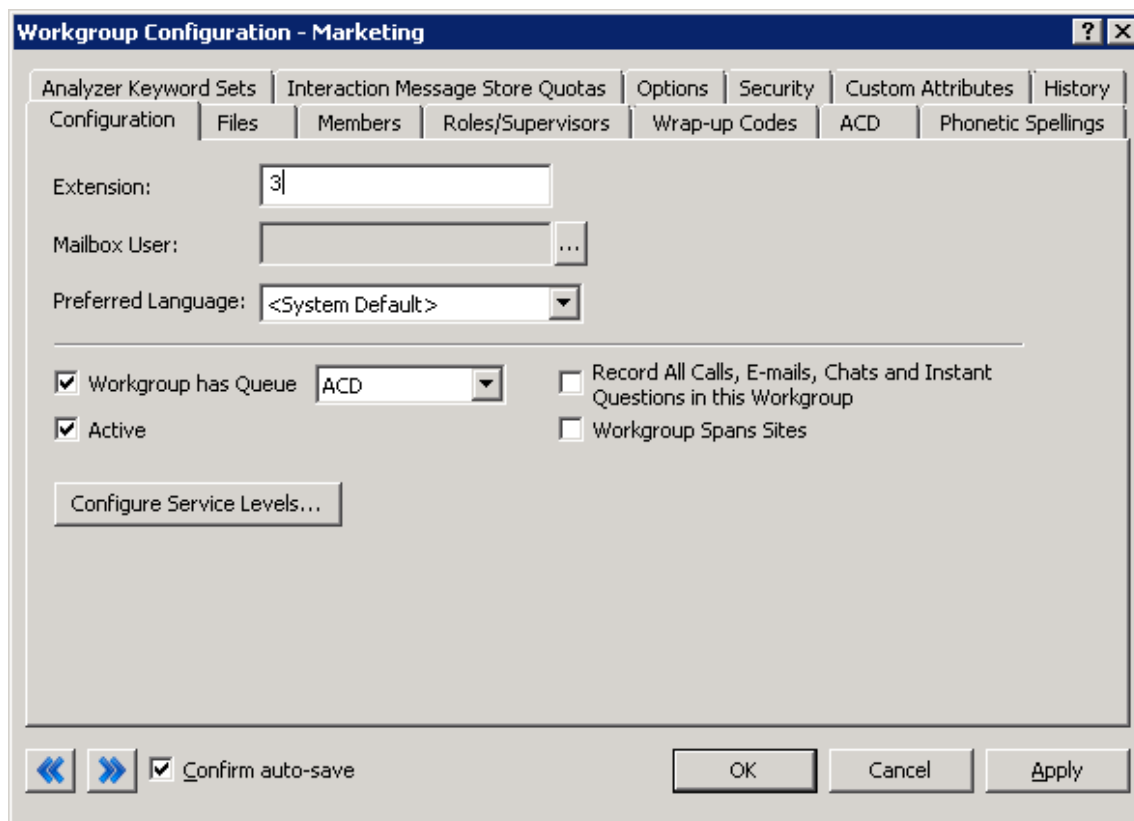 Workgroup Configuration - Marketing
Analyzer Keyword Sets Interaction Message Store Quotas Options Security Custom Attributes History
Configuration Files Members Roles/Supervisors Wrap-up Codes ACD Phonetic Spellings
Extension: 3
Mailbox User: ...
Preferred Language: <System Default>
Workgroup has Queue ACD
Record All Calls, E-mails, Chats and Instant
Questions in this Workgroup
Active Workgroup Spans Sites
Configure Service Levels...
Confirm auto-save OK Cancel Apply